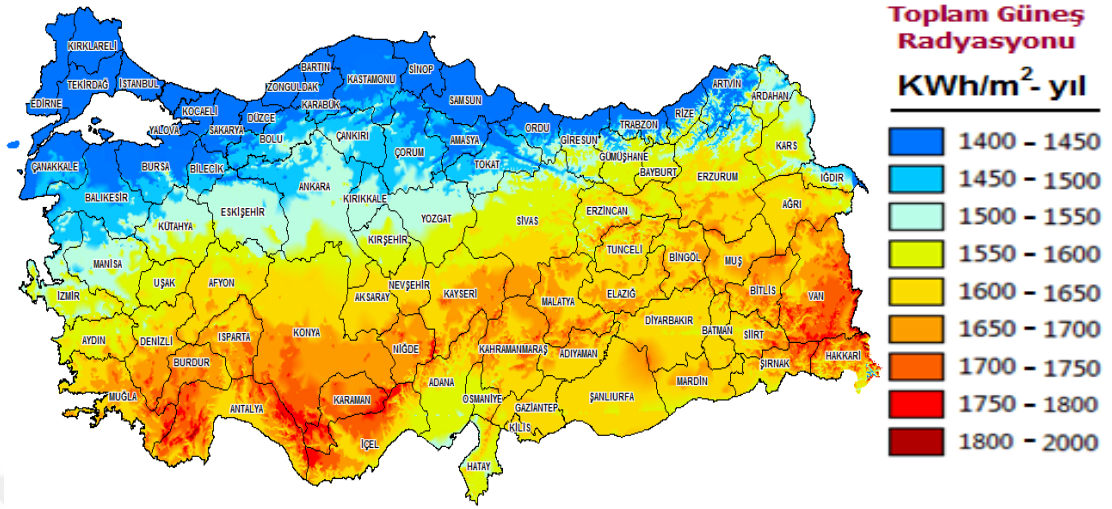 Toplam Güneş
Radyasyonu
KWh/m²- yıl
1400 – 1450
1450 – 1500
1500 – 1550
1550 – 1600
1600 – 1650
1650 – 1700
1700 – 1750
1750 – 1800
1800 – 2000
KIRKLARELİ
TEKİRDAĞ
İSTANBUL
EDİRNE
KOCAELİ
YALOVA
SAKARYA
DÜZCE
ZONGULDAK
BARTIN
KARABÜK
KASTAMONU
SİNOP
SAMSUN
ORDU
GİRESUN
TRABZON
RİZE
ARTVİN
ARDAHAN
ÇANAKKALE
BURSA
BİLECİK
BOLU
ÇANKIRI
ÇORUM
AMASYA
TOKAT
GÜMÜŞHANE
BAYBURT
ERZURUM
KARS
IĞDIR
BALIKEŞİR
KÜTAHYA
ESKİŞEHİR
ANKARA
KIRIKKALE
YOZGAT
SİVAS
ERZİNCAN
AĞRI
MANİSA
UŞAK
AFYON
KIRŞEHİR
TUNCELİ
BİNGÖL
MUŞ
İZMİR
AKSARAY
NEVŞEHİR
KAYSERİ
MALATYA
ELAZIĞ
BİTLİS
VAN
AYDIN
DENİZLİ
ISPARTA
KONYA
NİĞDE
KAHRAMANMARAŞ
ADIYAMAN
DİYARBAKIR
BATMAN
SİİRT
ŞIRNAK
HAKKARİ
BURDUR
MUĞLA
ANTALYA
KARAMAN
İÇEL
ADANA
OSMANİYE
GAZİANTEP
KİLİS
ŞANLIURFA
MARDİN
HATAY